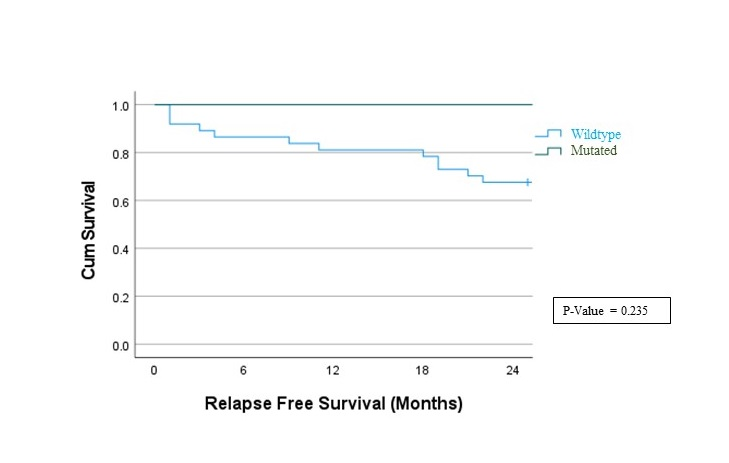 1.0
0.8
0.6
0.4
0.2
0.0
Cum Survival
0 6 12 18 24
Relapse Free Survival (Months)
Wildtype
Mutated
P-Value = 0.235